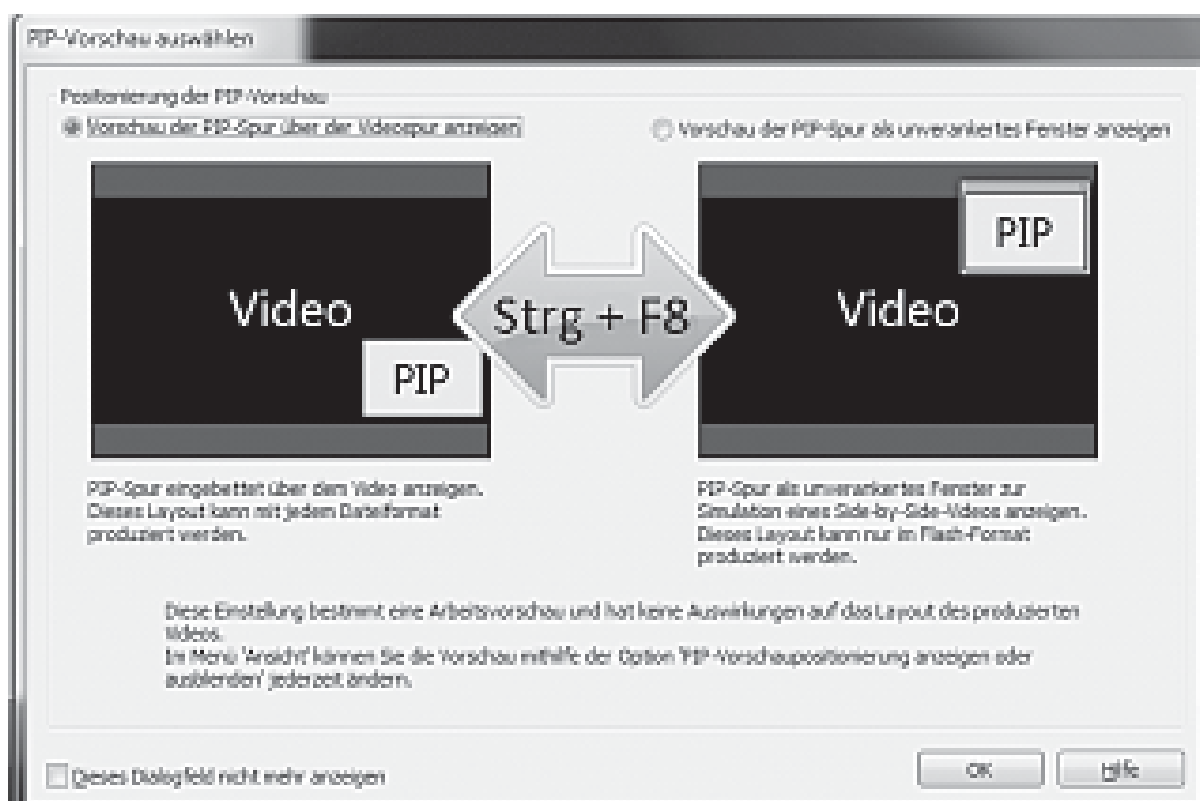 PIP-Vorschau auswählen
Positionierung der PIP-Vorschau
Vorschau der PIP-Spur über der Videospur anzeigen
Vorschau der PIP-Spur als unverankertes Fenster anzeigen
Video
PIP
Strg + F8
Video
PIP
PIP-Spur eingebettet über dem Video anzeigen.
Dieses Layout kann mit jedem Dateiformat
produziert werden.
PIP-Spur als unverankertes Fenster zur
Simulation eines Side-by-Side-Videos anzeigen.
Dieses Layout kann nur im Flash-Format
produziert werden.
Diese Einstellung bestimmt eine Arbeitsvorschau und hat keine Auswirkungen auf das Layout des produzierten
Videos.
Im Menü 'Ansicht' können Sie die Vorschau mithilfe der Option 'PIP-Vorschaupositionierung anzeigen oder
ausblenden' jederzeit ändern.
Dieses Dialogfeld nicht mehr anzeigen
OK
Hilfe